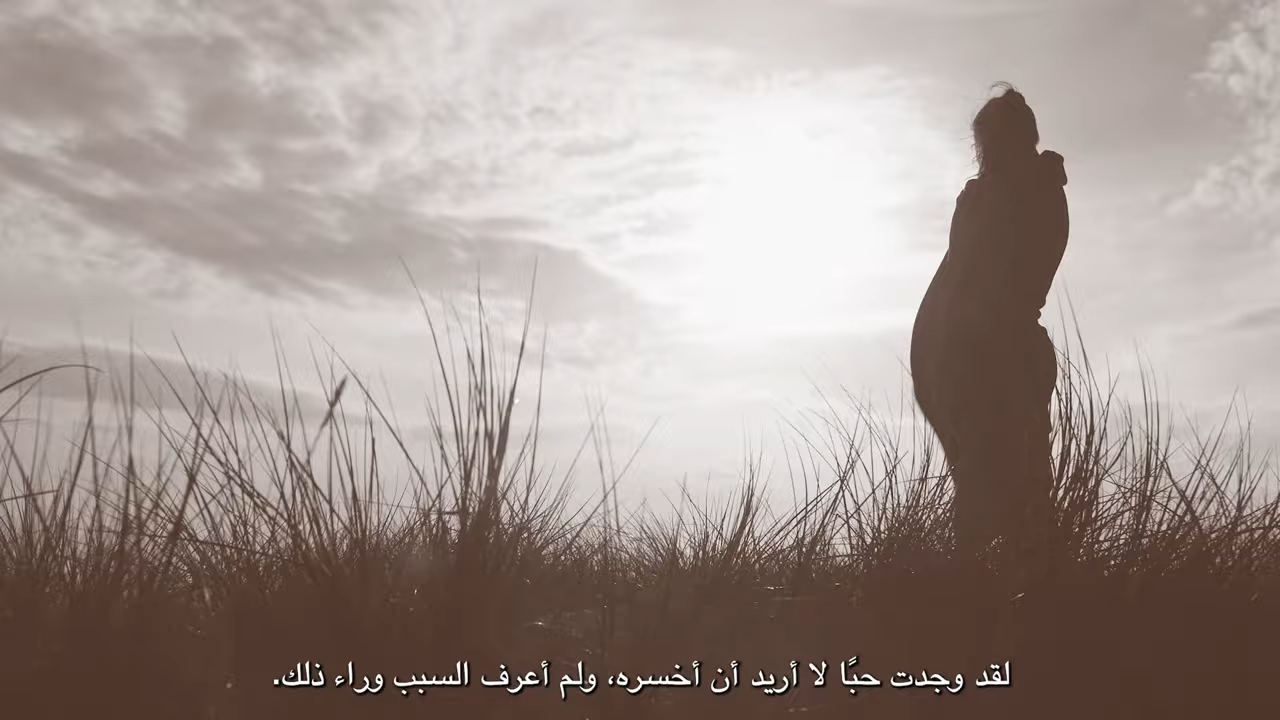 لقد وجدت حبًا لا أريد أن أخسره، ولم أعرف السبب وراء ذلك.